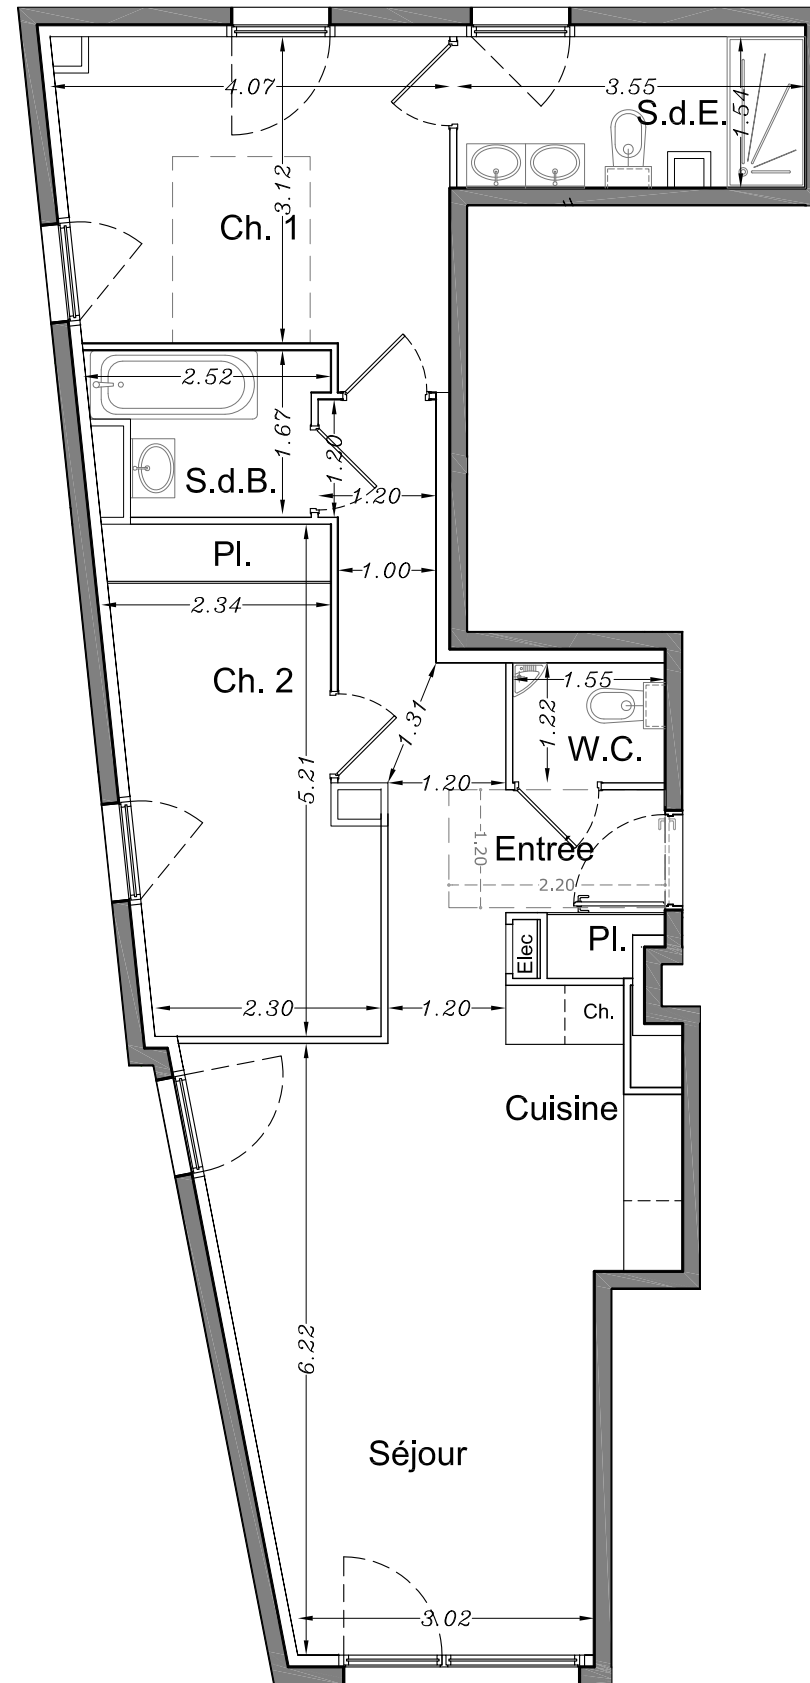 4.07
3.55
S.d.E.
1.54
3.12
Ch. 1
2.52
1.67
1.20
S.d.B.
1.20
Pl.
1.00
2.34
Ch. 2
1.55
1.22
1.31
W.C.
5.21
1.20
Entrée
1.20
2.20
Pl.
Elec
2.30
1.20
Ch.
Cuisine
6.22
Séjour
3.02